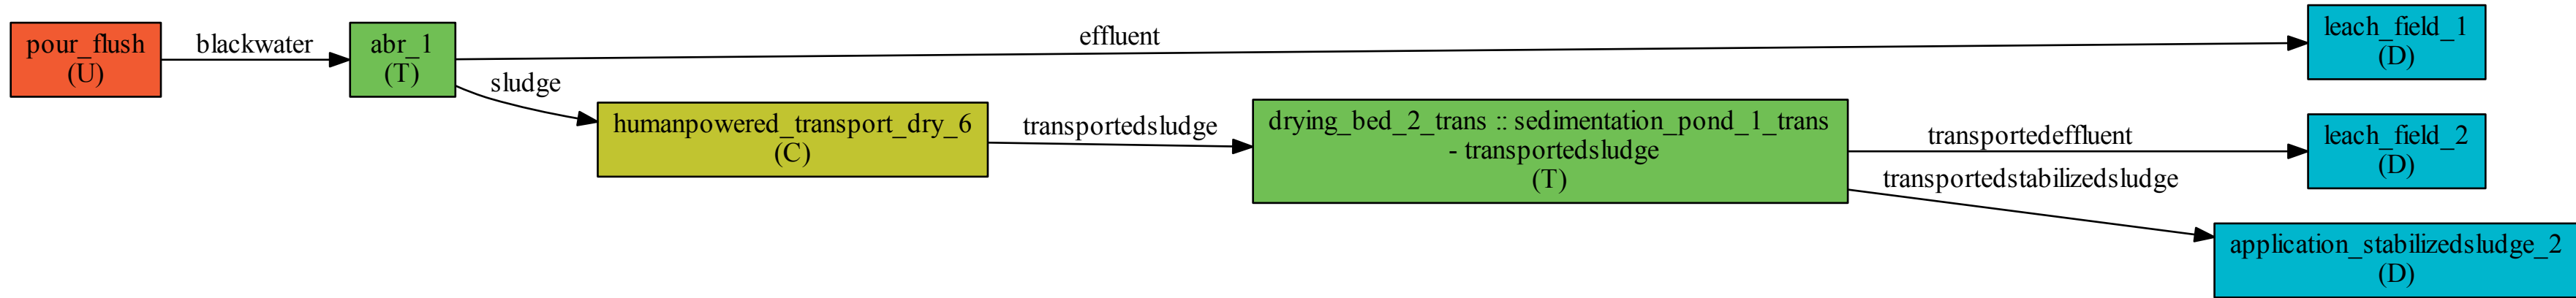 pour_flush
(U)
blackwater
abr_1
(T)
effluent
leach_field_1
(D)
sludge
humanpowered_transport_dry_6
(C)
transportedsludge
drying_bed_2_trans :: sedimentation_pond_1_trans
- transportedsludge
(T)
transportedeffluent
leach_field_2
(D)
transportedstabilizedsludge
application_stabilizedsludge_2
(D)